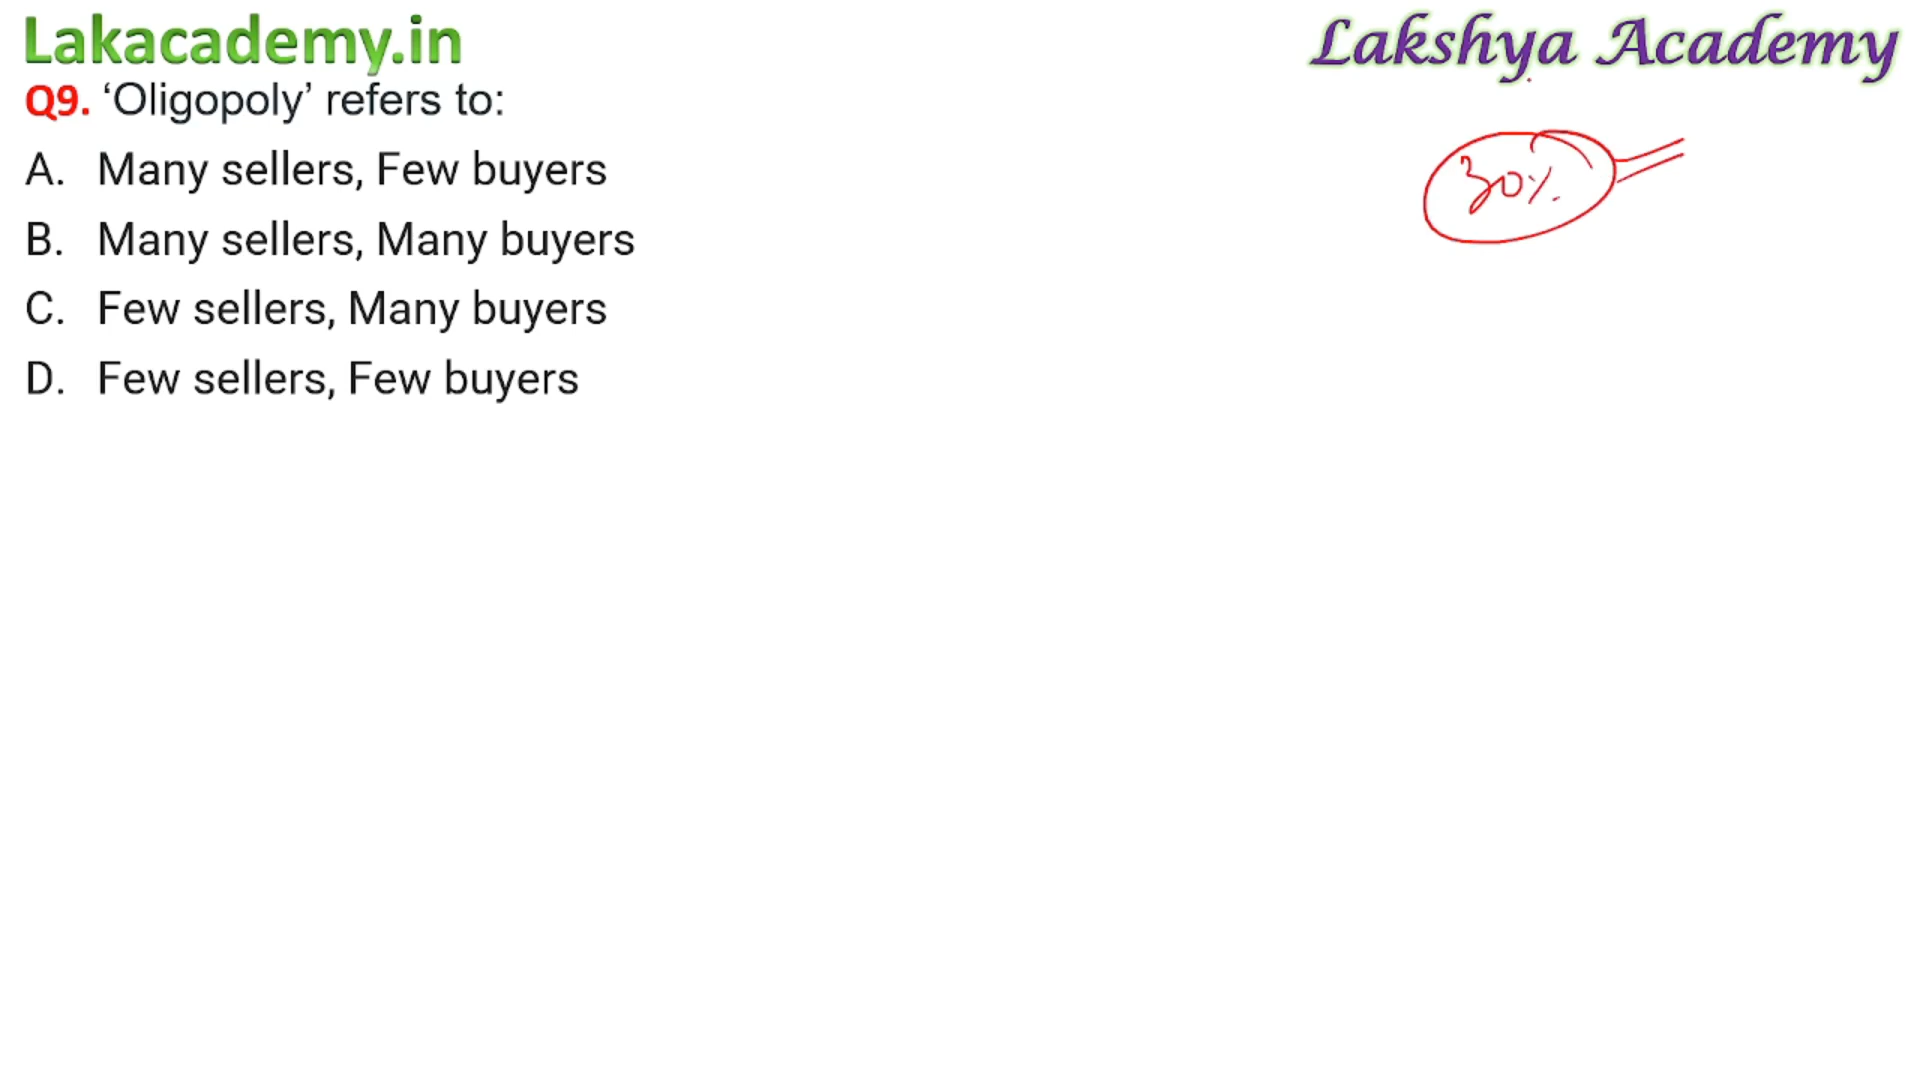 Lakacademy.in
Lakshya Academy
Q9. ‘Oligopoly’ refers to:
30%
A. Many sellers, Few buyers
B. Many sellers, Many buyers
C. Few sellers, Many buyers
D. Few sellers, Few buyers